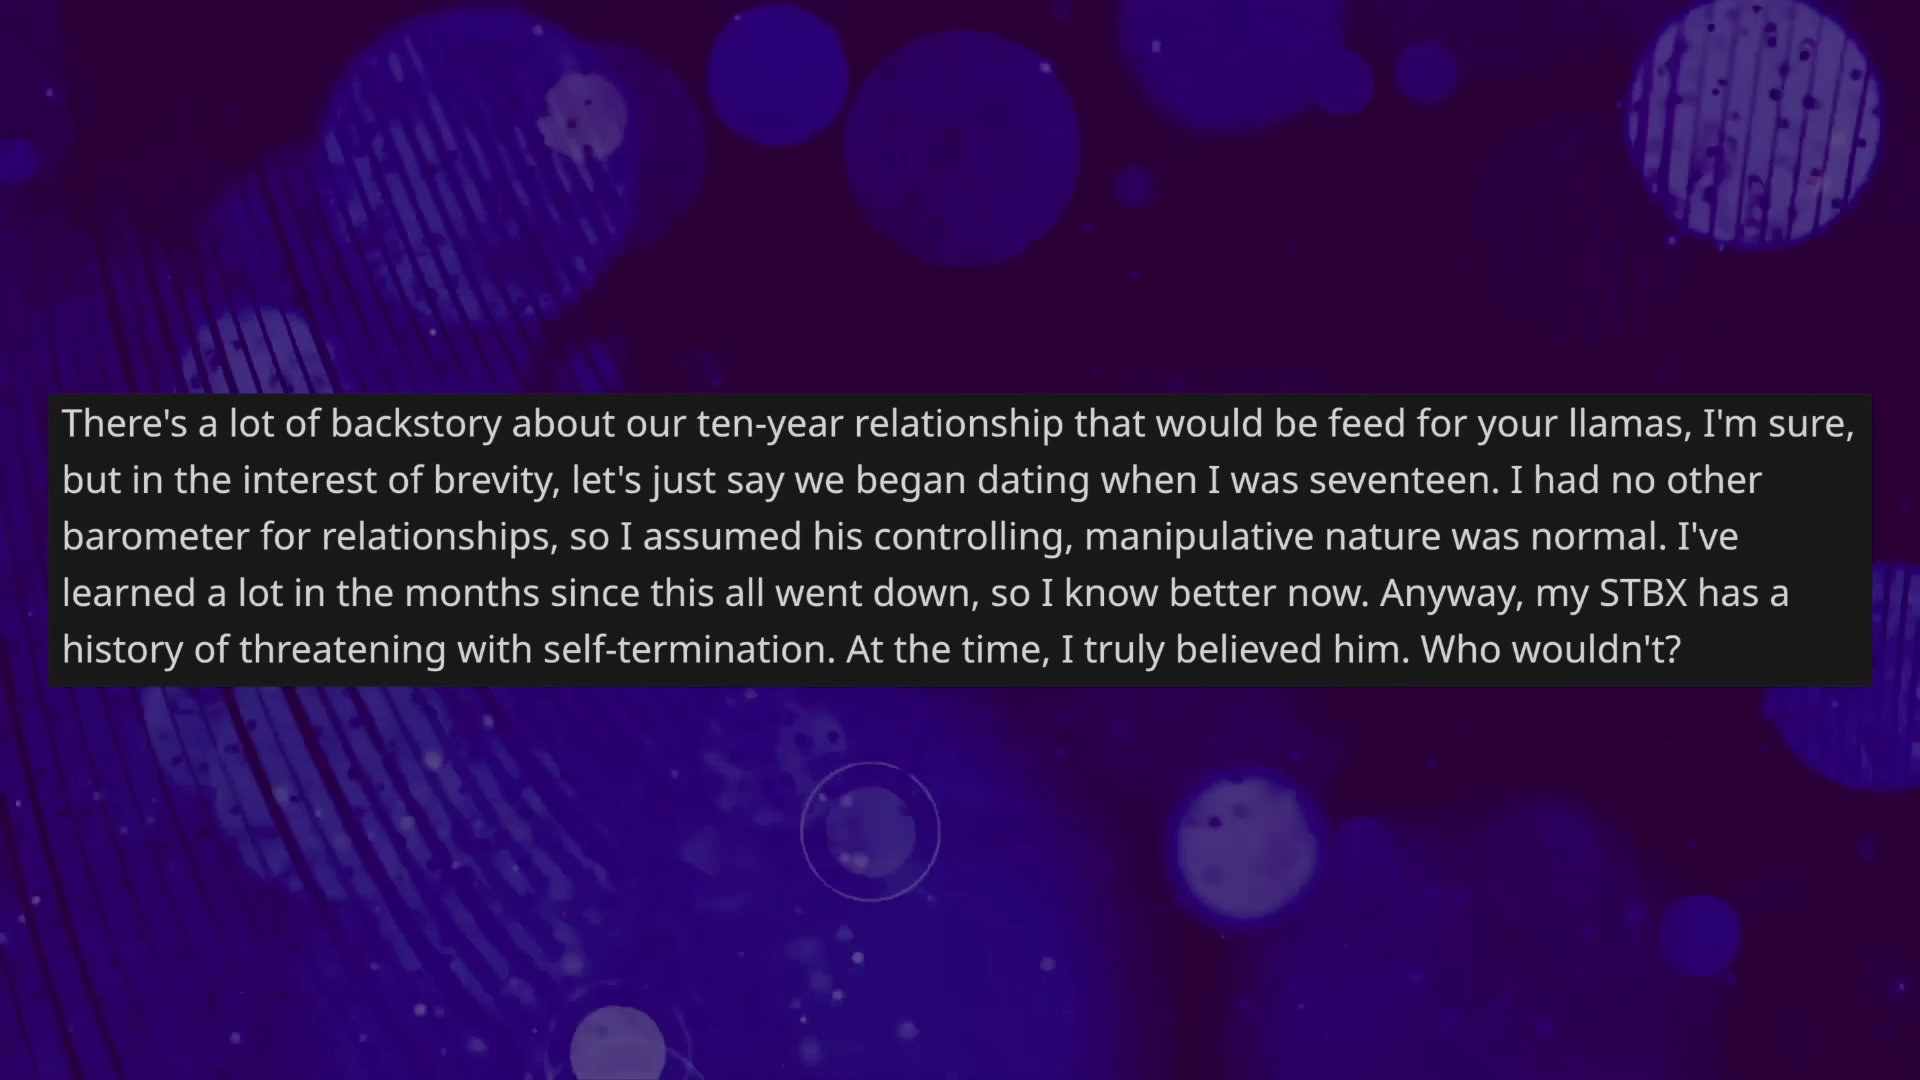 There's a lot of backstory about our ten-year relationship that would be feed for your llamas, I'm sure,
but in the interest of brevity, let's just say we began dating when I was seventeen. I had no other
barometer for relationships, so I assumed his controlling, manipulative nature was normal. I've
learned a lot in the months since this all went down, so I know better now. Anyway, my STBX has a
history of threatening with self-termination. At the time, I truly believed him. Who wouldn't?